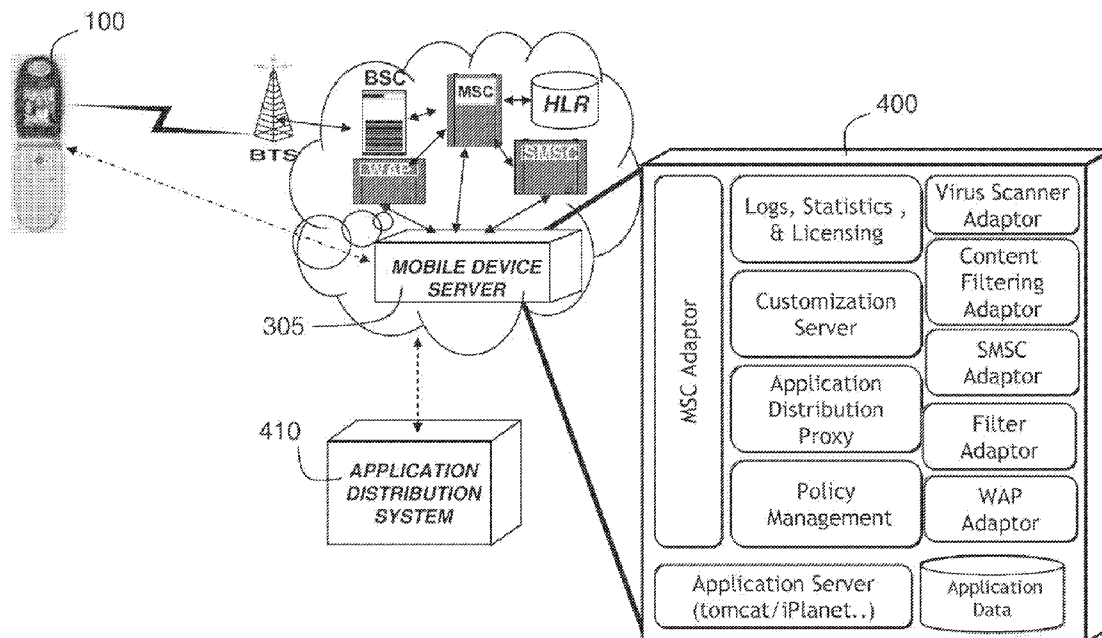 100
BTS
BSC
MSC
HLR
WAP
SMSC
MOBILE DEVICE
SERVER
305
410
APPLICATION
DISTRIBUTION
SYSTEM
400
MSC Adaptor
Logs, Statistics ,
& Licensing
Customization
Server
Application
Distribution
Proxy
Policy
Management
Virus Scanner
Adaptor
Content
Filtering
Adaptor
SMSC
Adaptor
Filter
Adaptor
WAP
Adaptor
Application Server
(tomcat/iPlanet..)
Application
Data